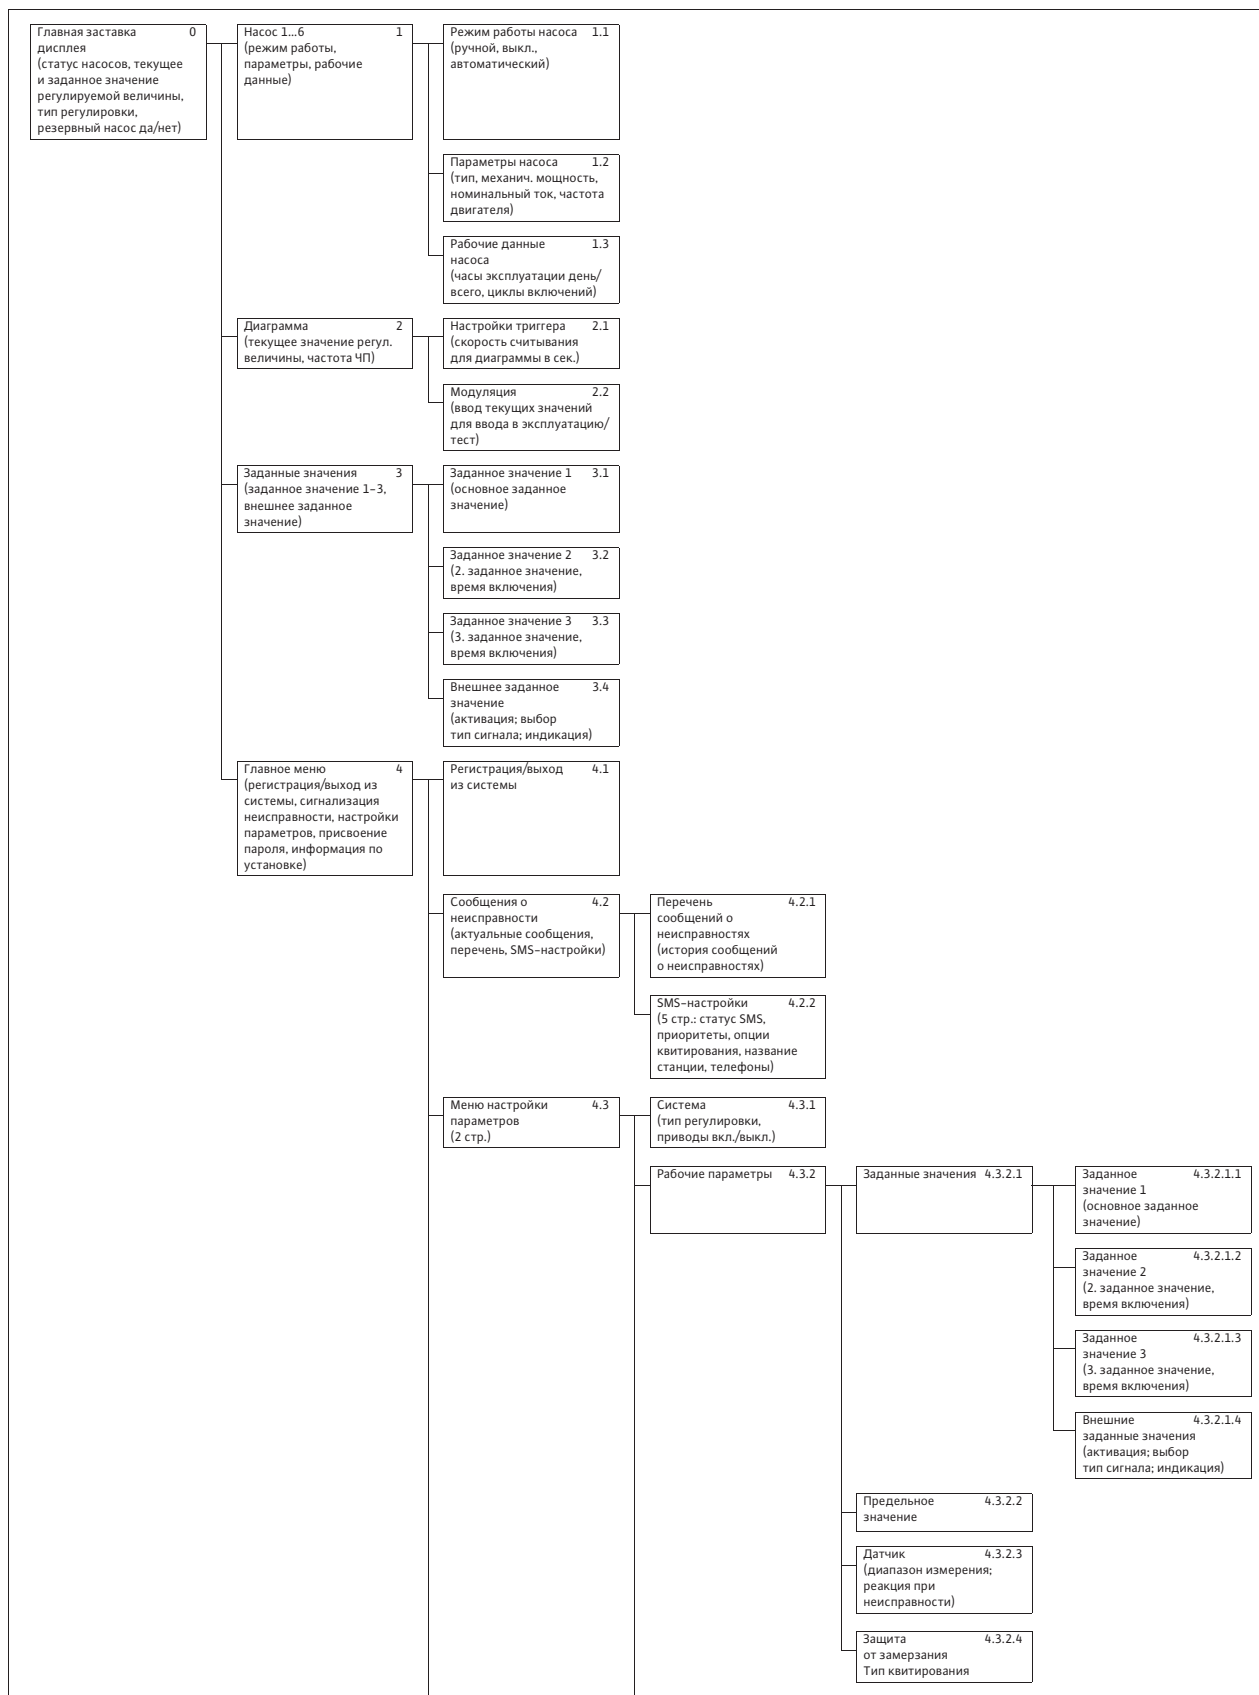 Главная заставка 0
дисплея
(статус насосов, текущее
и заданное значение
регулируемой величины,
тип регулировки,
резервный насос да/нет)
Насос 1...6 1
(режим работы,
параметры, рабочие
данные)
Режим работы насоса 1.1
(ручной, выкл.,
автоматический)
Параметры насоса 1.2
(тип, механич. мощность,
номинальный ток, частота
двигателя)
Рабочие данные 1.3
насоса
(часы эксплуатации день/
всего, циклы включений)
Диаграмма 2
(текущее значение регул.
величины, частота ЧП)
Настройки триггера 2.1
(скорость считывания
для диаграммы в сек.)
Модуляция 2.2
(ввод текущих значений
для ввода в эксплуатацию/
тест)
Заданные значения 3
(заданное значение 1-3,
внешнее заданное
значение)
Заданное значение 1 3.1
(основное заданное
значение)
Заданное значение 2 3.2
(2. заданное значение,
время включения)
Заданное значение 3 3.3
(3. заданное значение,
время включения)
Внешнее заданное 3.4
значение
(активация; выбор
тип сигнала; индикация)
Главное меню 4
(регистрация/выход из
системы, сигнализация
неисправности, настройки
параметров, присвоение
пароля, информация по
установке)
Регистрация/выход 4.1
из системы
Сообщения о 4.2
неисправности
(актуальные сообщения,
перечень, SMS-настройки)
Перечень 4.2.1
сообщений о
неисправностях
(история сообщений
о неисправностях)
SMS-настройки 4.2.2
(5 стр.: статус SMS,
приоритеты, опции
квитирования, название
станции, телефоны)
Меню настройки 4.3
параметров
(2 стр.)
Система 4.3.1
(тип регулировки,
приводы вкл./выкл.)
Рабочие параметры 4.3.2
Заданные значения 4.3.2.1
Заданное 4.3.2.1.1
значение 1
(основное заданное
значение)
Заданное 4.3.2.1.2
значение 2
(2. заданное значение,
время включения)
Заданное 4.3.2.1.3
значение 3
(3. заданное значение,
время включения)
Внешние 4.3.2.1.4
заданные значения
(активация; выбор
тип сигнала; индикация)
Предельное 4.3.2.2
значение
Датчик 4.3.2.3
(диапазон измерения;
реакция при
неисправности)
Защита 4.3.2.4
от замерзания
Тип квитирования